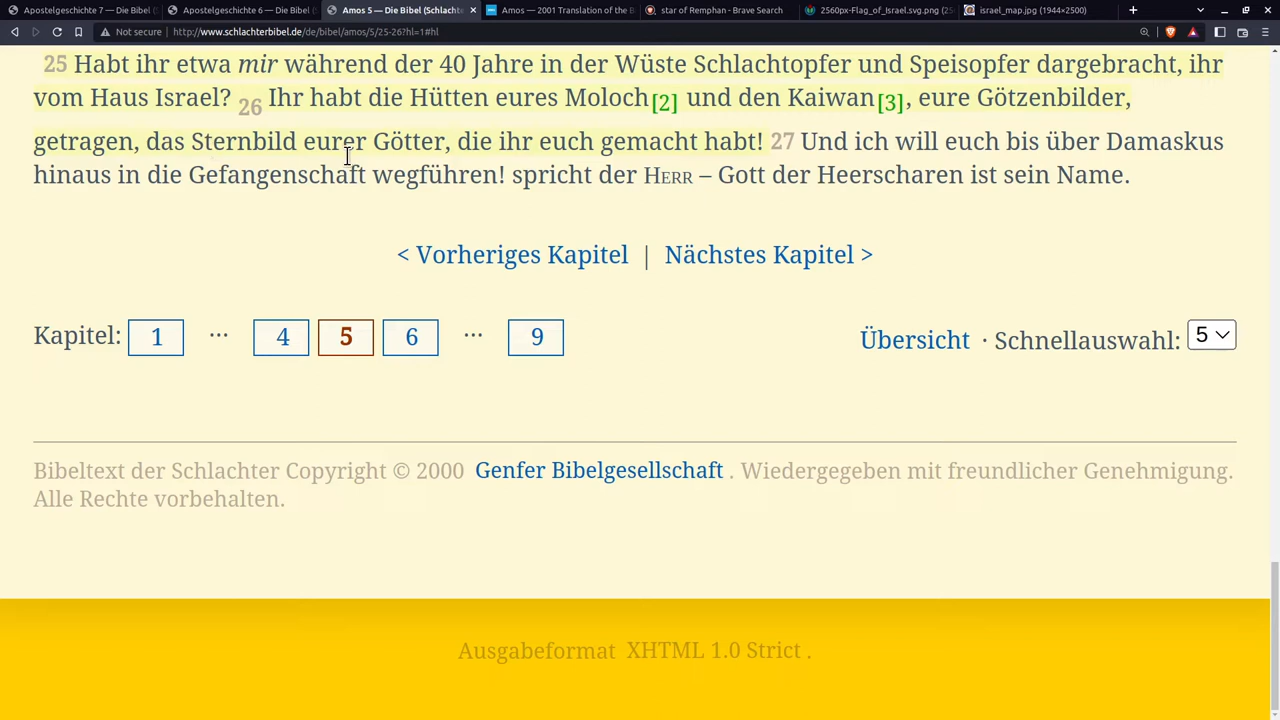 Apostelgeschichte 7 — Die Bibel (S
Apostelgeschichte 6 — Die Bibel (
Amos 5 — Die Bibel (Schlachte
Amos — 2001 Translation of the B
star of Remphan - Brave Search
2560px-Flag_of_Israel.svg.png (25
israel_map.jpg (1944×2500)
Not secure
http://www.schlachterbibel.de/de/bibel/amos/5/25-26?hl=1#hl
25 Habt ihr etwa mir während der 40 Jahre in der Wüste Schlachtopfer und Speisopfer dargebracht, ihr
vom Haus Israel? 26 Ihr habt die Hütten eures Moloch[2] und den Kaiwan[3], eure Götzenbilder,
getragen, das Sternbild eurer Götter, die ihr euch gemacht habt! 27 Und ich will euch bis über Damaskus
hinaus in die Gefangenschaft wegführen! spricht der HERR – Gott der Heerscharen ist sein Name.
< Vorheriges Kapitel | Nächstes Kapitel >
Kapitel: 1 ... 4 5 6 ... 9 Übersicht · Schnellauswahl: 5
Bibeltext der Schlachter Copyright © 2000 Genfer Bibelgesellschaft . Wiedergegeben mit freundlicher Genehmigung.
Alle Rechte vorbehalten.
Ausgabeformat XHTML 1.0 Strict .